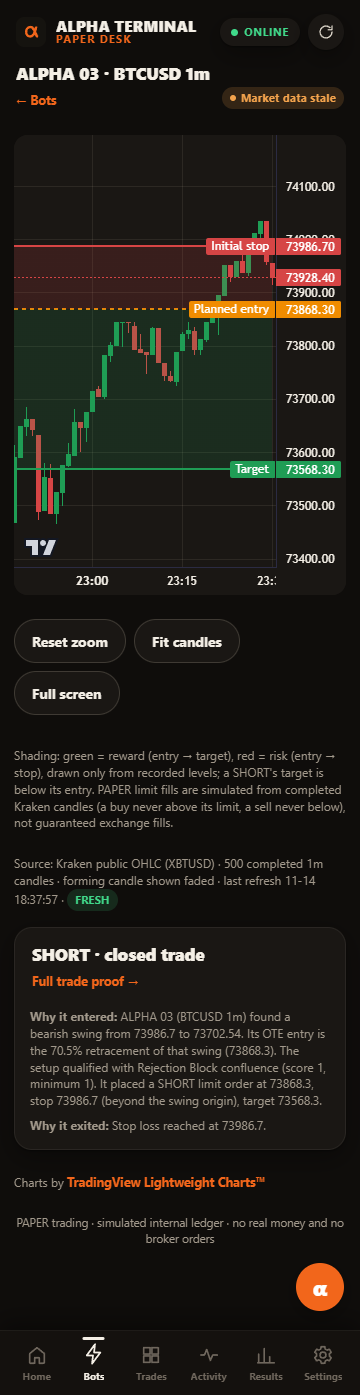 α
ALPHA TERMINAL
PAPER DESK
ONLINE
ALPHA 03 · BTCUSD 1m
← Bots
Market data stale
74100.00
Initial stop
73986.70
73928.40
73900.00
Planned entry
73868.30
73800.00
73700.00
73600.00
Target
73568.30
73500.00
73400.00
23:00
23:15
Reset zoom
Fit candles
Full screen
Shading: green = reward (entry → target), red = risk (entry →
stop), drawn only from recorded levels; a SHORT's target is
below its entry. PAPER limit fills are simulated from completed
Kraken candles (a buy never above its limit, a sell never below),
not guaranteed exchange fills.
Source: Kraken public OHLC (XBTUSD) · 500 completed 1m
candles · forming candle shown faded · last refresh 11-14
18:37:57 · FRESH
SHORT · closed trade
Full trade proof →
Why it entered: ALPHA 03 (BTCUSD 1m) found a
bearish swing from 73986.7 to 73702.54. Its OTE entry is
the 70.5% retracement of that swing (73868.3). The
setup qualified with Rejection Block confluence (score 1,
minimum 1). It placed a SHORT limit order at 73868.3,
stop 73986.7 (beyond the swing origin), target 73568.3.
Why it exited: Stop loss reached at 73986.7.
Charts by TradingView Lightweight Charts™
PAPER trading · simulated internal ledger · no real money and no
broker orders
α
Home
Bots
Trades
Activity
Results
Settings